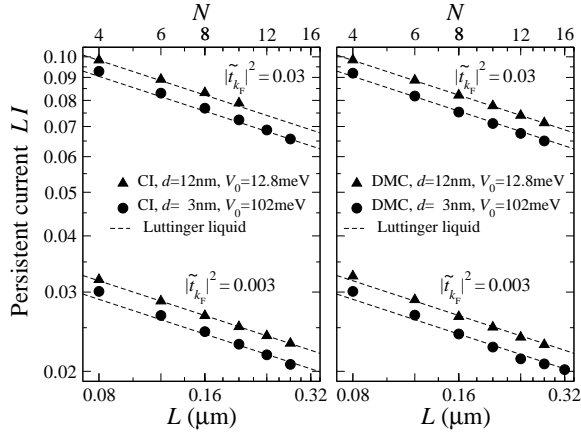 N N
4 6 8 12 16 4 6 8 12 16
0.10
0.09
0.08
0.07
0.06
0.05
0.04
0.03
0.02
Persistent current LI
|t̃_{k_F}|² = 0.03
CI, d=12nm, V₀=12.8meV
CI, d= 3nm, V₀=102meV
Luttinger liquid
|t̃_{k_F}|² = 0.003
|t̃_{k_F}|² = 0.03
DMC, d=12nm, V₀=12.8meV
DMC, d= 3nm, V₀=102meV
Luttinger liquid
|t̃_{k_F}|² = 0.003
0.08 0.16 0.32 0.08 0.16 0.32
L (μm) L (μm)